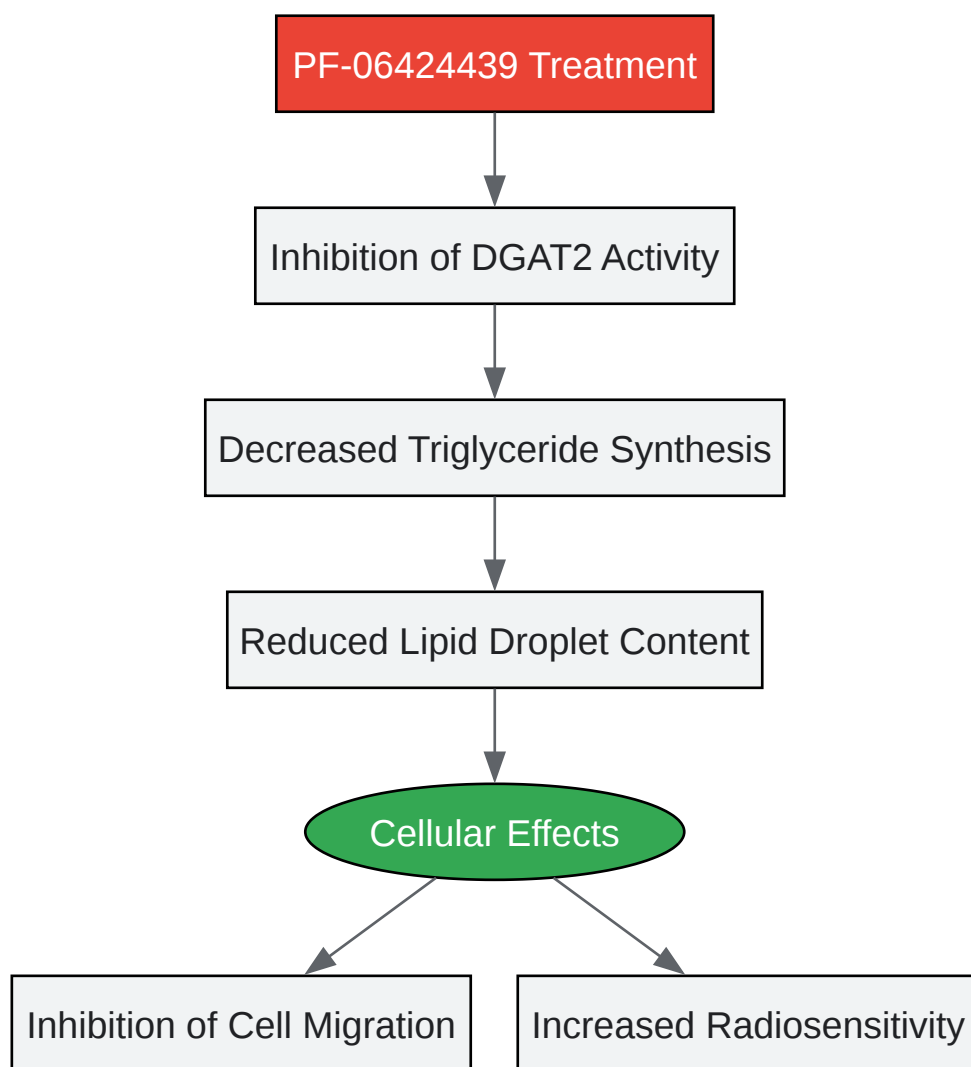 PF-06424439 Treatment
Inhibition of DGAT2 Activity
Decreased Triglyceride Synthesis
Reduced Lipid Droplet Content
Cellular Effects
Inhibition of Cell Migration
Increased Radiosensitivity